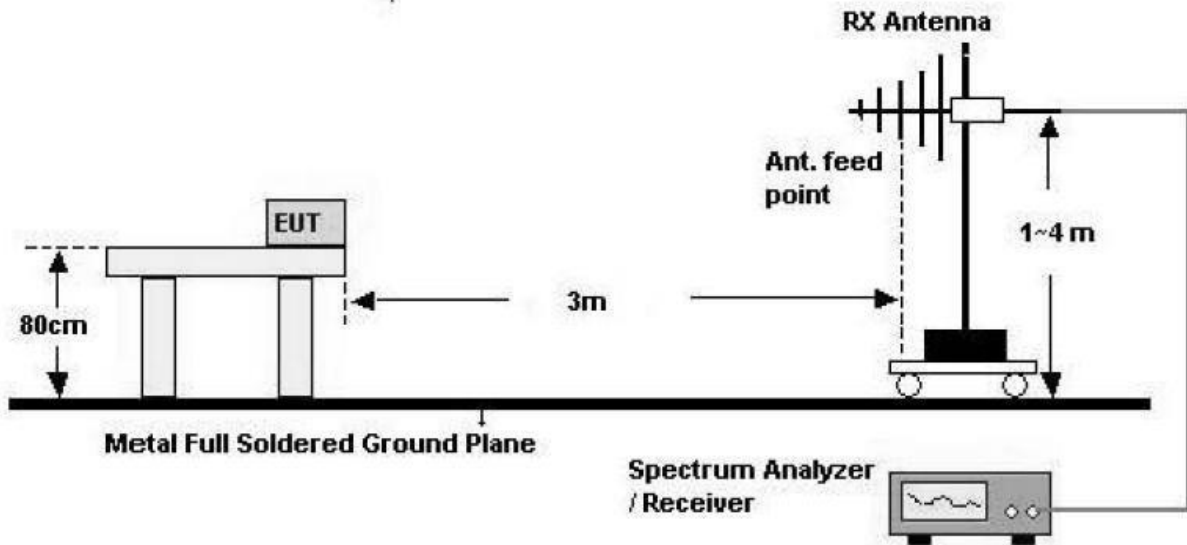 RX Antenna
Ant. feed
point
EUT
1~4 m
3m
80cm
Metal Full Soldered Ground Plane
Spectrum Analyzer
/ Receiver